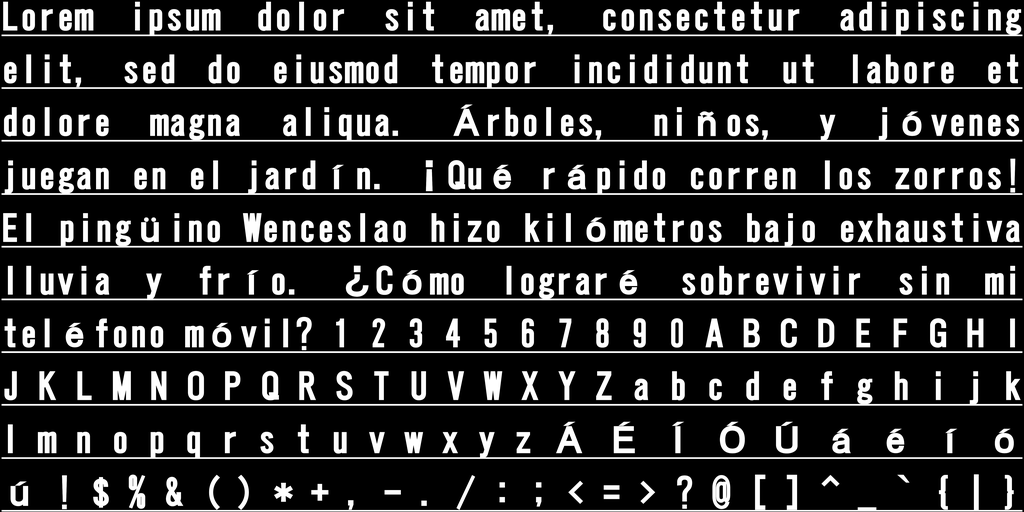 Lorem ipsum dolor sit amet, consectetur adipiscing
elit, sed do eiusmod tempor incididunt ut labore et
dolore magna aliqua. Árboles, niños, y jóvenes
juegan en el jardín. ¡Qué rápido corren los zorros!
El pingüino Wenceslao hizo kilómetros bajo exhaustiva
lluvia y frío. ¿Cómo lograré sobrevivir sin mi
teléfono móvil? 1 2 3 4 5 6 7 8 9 0 A B C D E F G H I
J K L M N O P Q R S T U V W X Y Z a b c d e f g h i j k
l m n o p q r s t u v w x y z Á É Í Ó Ú á é í ó
ú ! $ % & ( ) * + , - . / : ; < = > ? @ [ ] ^ _ ` { | }